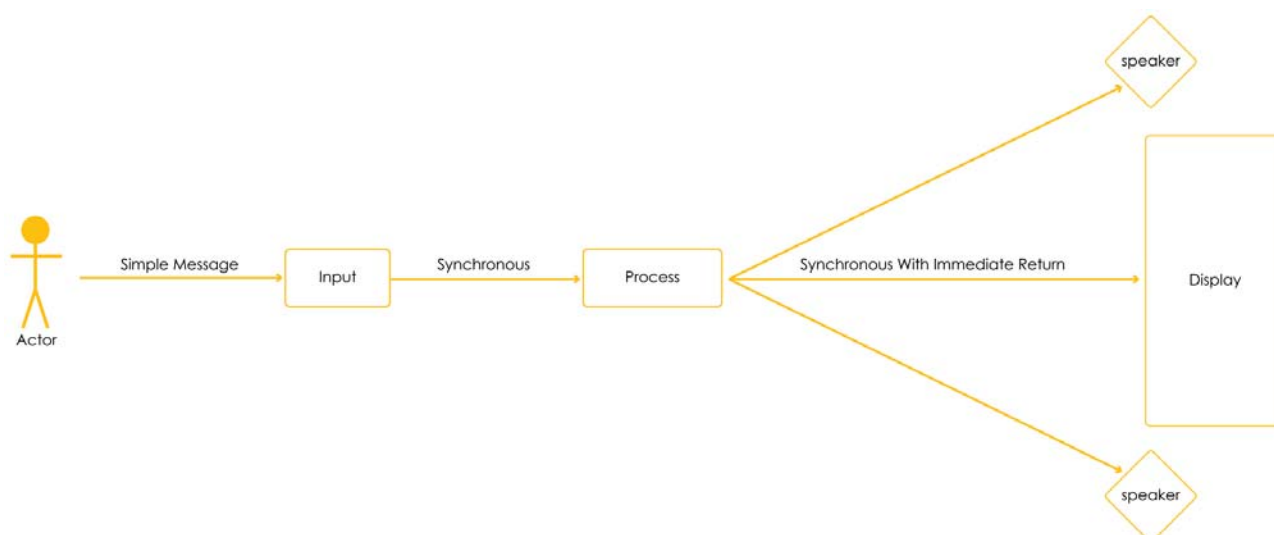 speaker
Simple Message
Input
Synchronous
Process
Synchronous With Immediate Return
Display
Actor
speaker